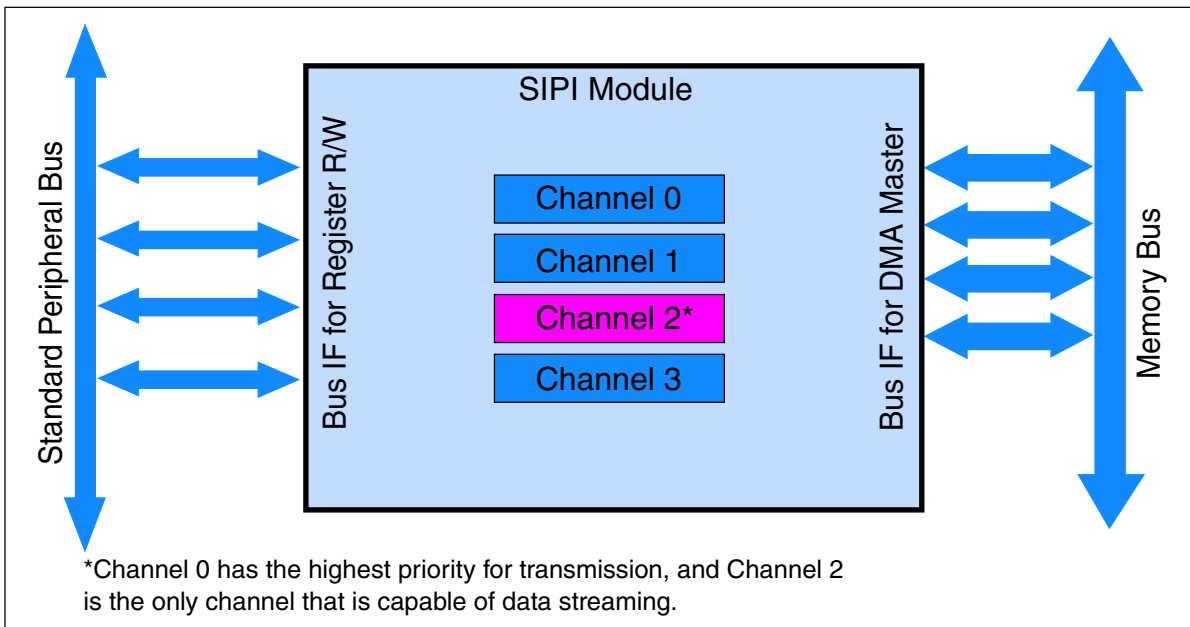 SIPI Module
Standard Peripheral Bus
Bus IF for Register R/W
Channel 0
Channel 1
Channel 2*
Channel 3
Bus IF for DMA Master
Memory Bus
*Channel 0 has the highest priority for transmission, and Channel 2
is the only channel that is capable of data streaming.